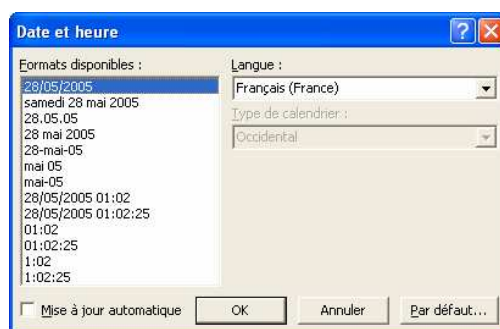 Date et heure
Formats disponibles :
28/05/2005
samedi 28 mai 2005
28.05.05
28 mai 2005
28-mai-05
mai 05
mai-05
28/05/2005 01:02
28/05/2005 01:02:25
01:02
01:02:25
1:02
1:02:25
Langue :
Français (France)
Type de calendrier :
Occidental
Mise à jour automatique
OK
Annuler
Par défaut...